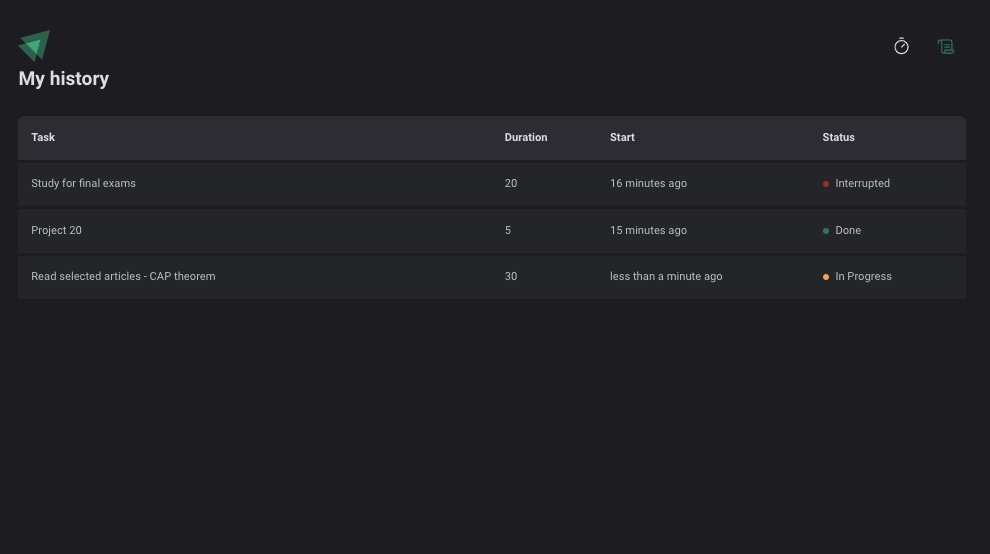 My history
Task Duration Start Status
Study for final exams 20 16 minutes ago Interrupted
Project 20 5 15 minutes ago Done
Read selected articles - CAP theorem 30 less than a minute ago In Progress